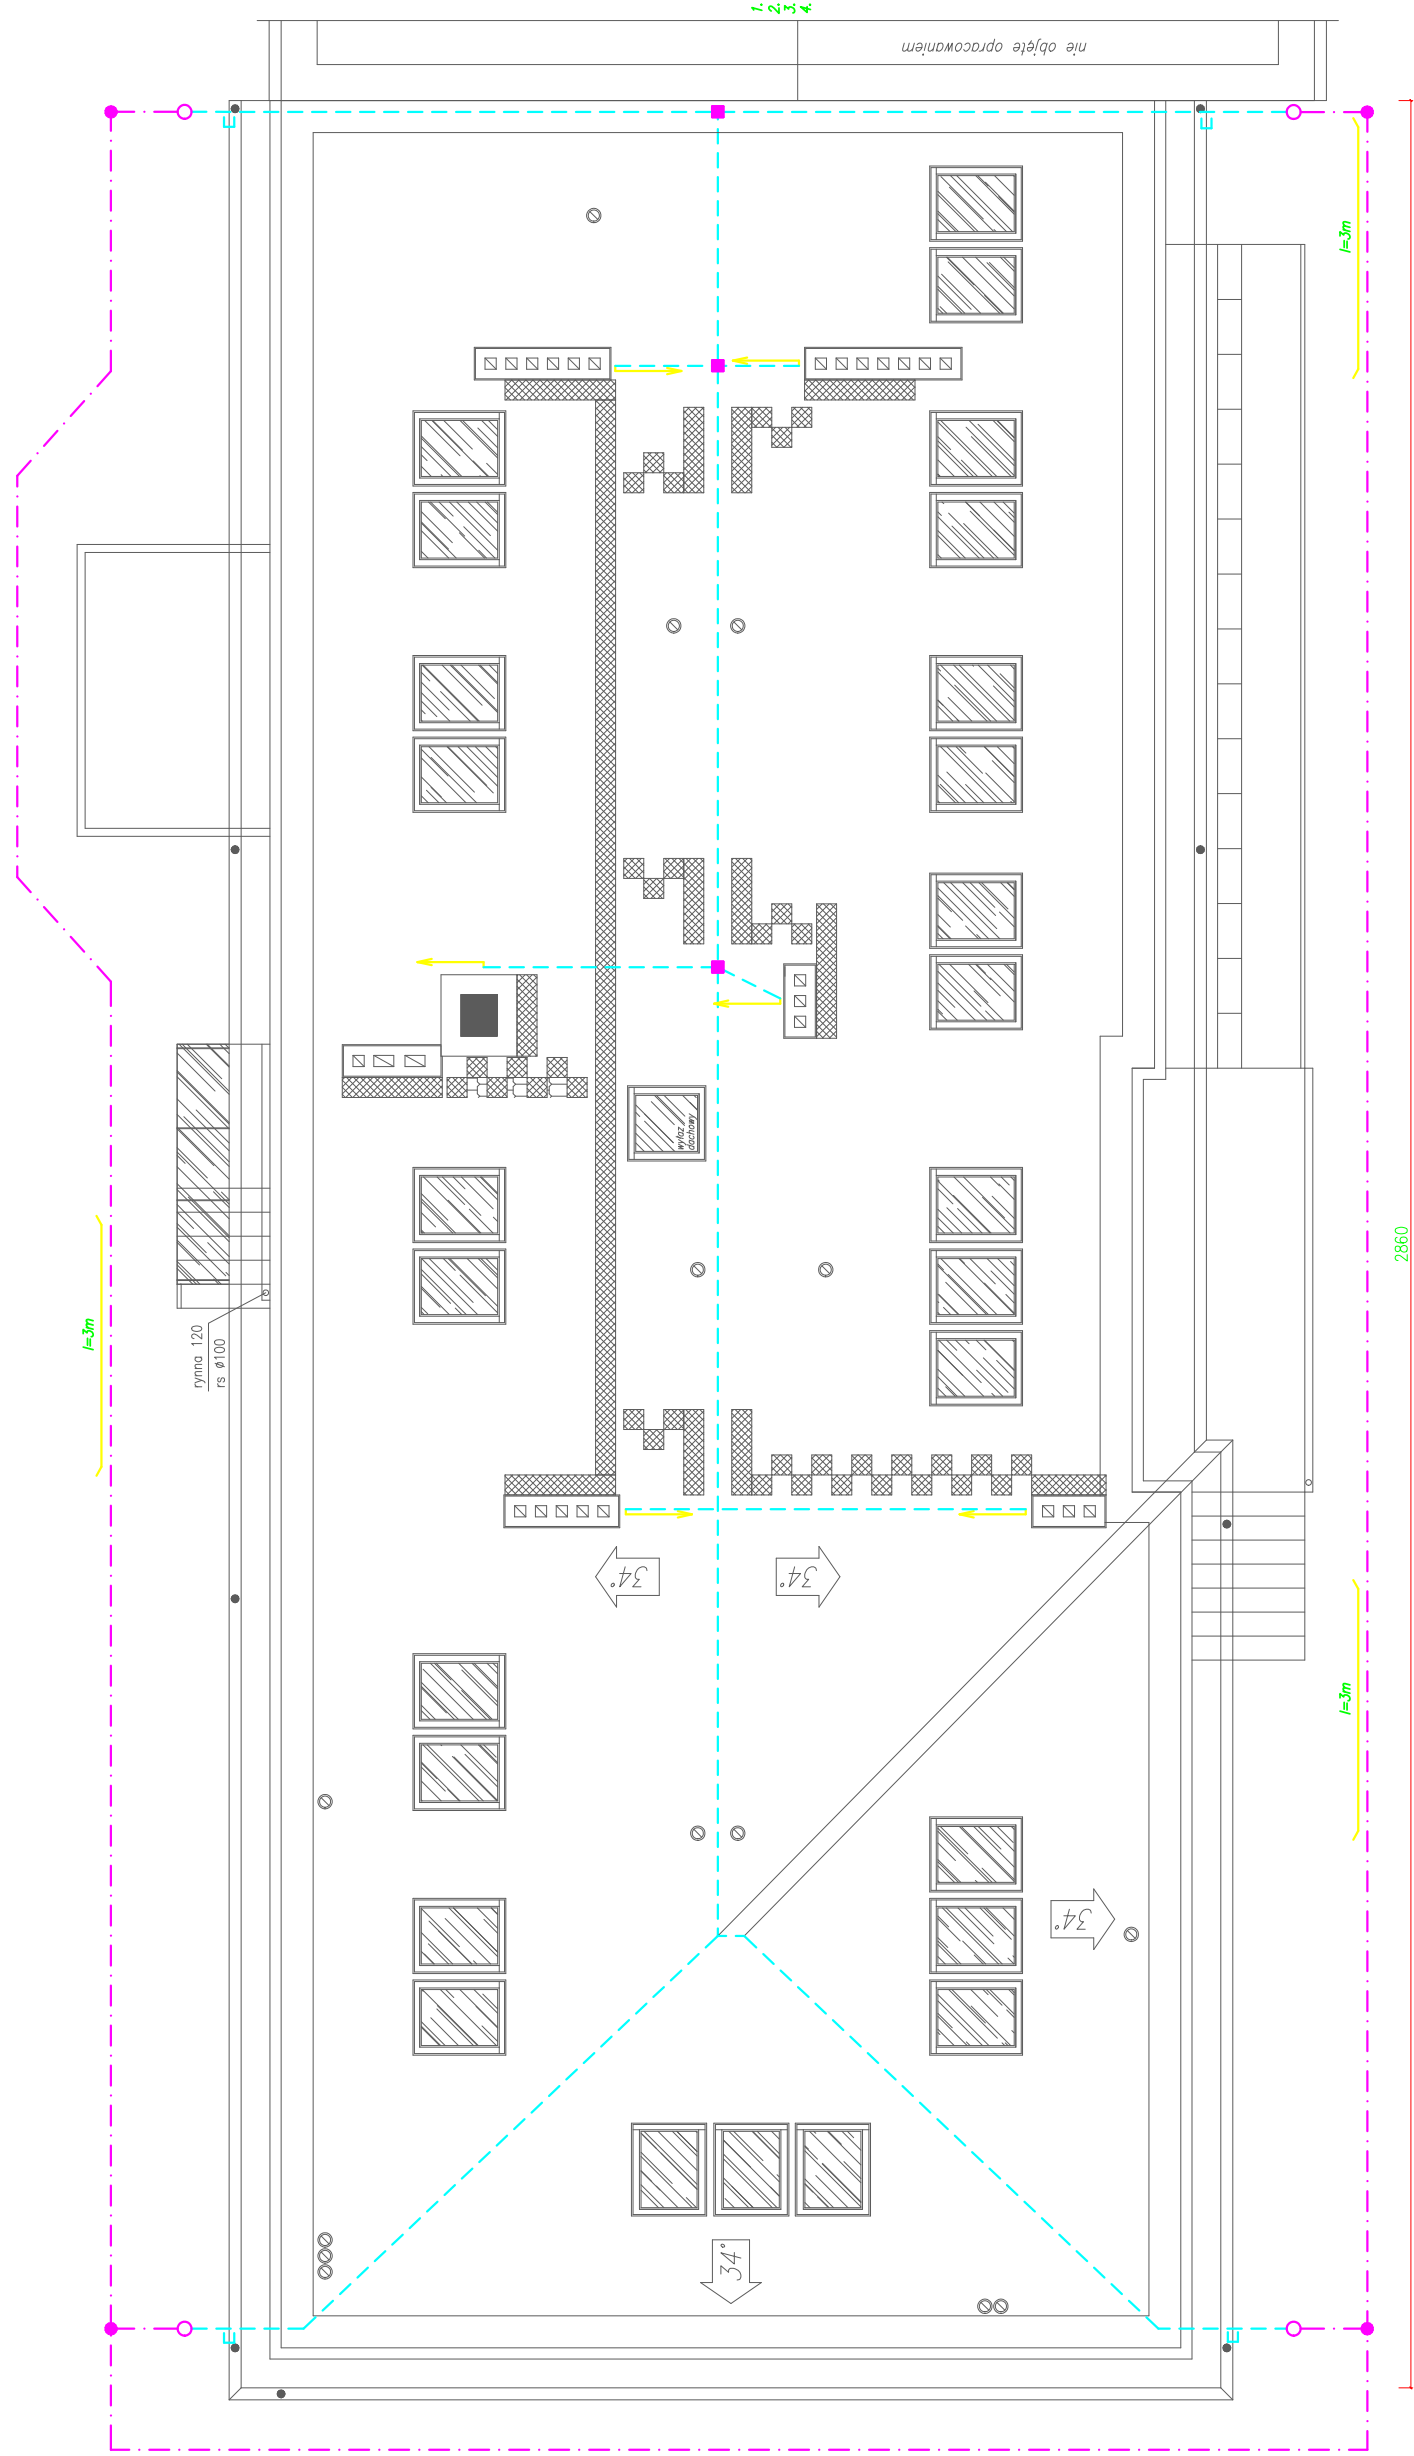 1.
2.
3.
4.
nie objęte opracowaniem
l=3m
wyłaz
dachowy
2860
l=3m
rynna 120
rs ø100
34°
34°
l=3m
34°
34°